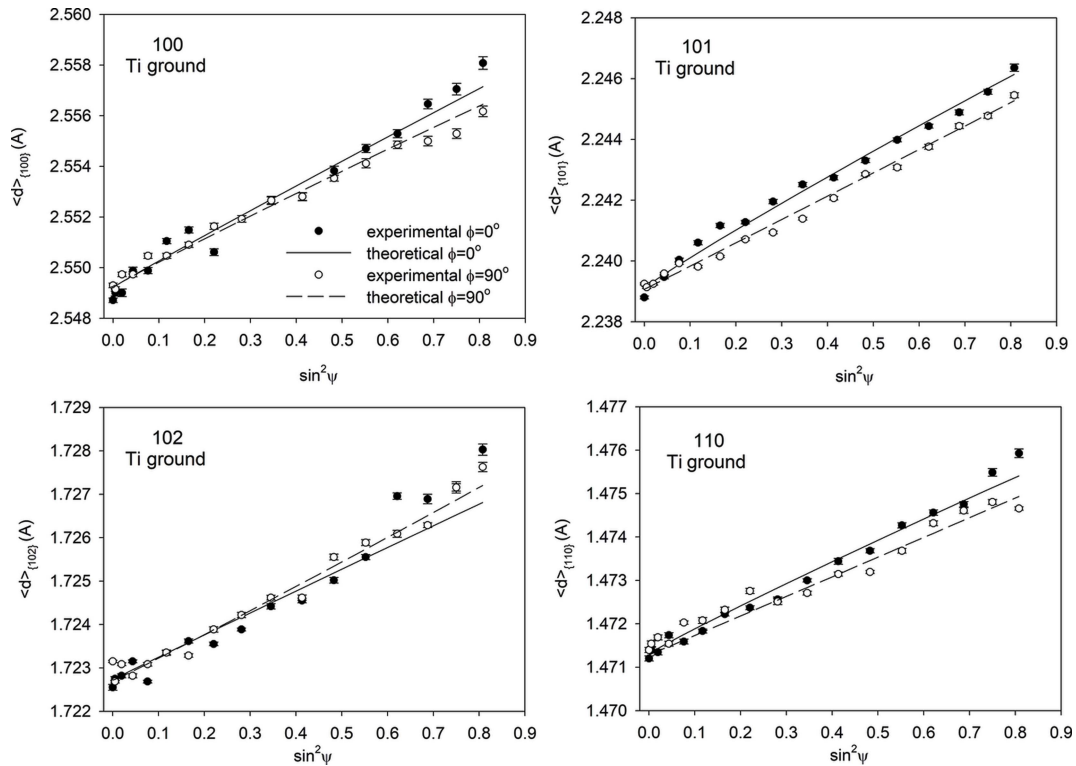 2.560
2.558
2.556
2.554
2.552
2.550
2.548
<d>{100} (A)
100
Ti ground
experimental ϕ=0°
theoretical ϕ=0°
experimental ϕ=90°
theoretical ϕ=90°
0.0 0.1 0.2 0.3 0.4 0.5 0.6 0.7 0.8 0.9
sin²ψ
2.248
2.246
2.244
2.242
2.240
2.238
<d>{101} (A)
101
Ti ground
0.0 0.1 0.2 0.3 0.4 0.5 0.6 0.7 0.8 0.9
sin²ψ
1.729
1.728
1.727
1.726
1.725
1.724
1.723
1.722
<d>{102} (A)
102
Ti ground
0.0 0.1 0.2 0.3 0.4 0.5 0.6 0.7 0.8 0.9
sin²ψ
1.477
1.476
1.475
1.474
1.473
1.472
1.471
1.470
<d>{110} (A)
110
Ti ground
0.0 0.1 0.2 0.3 0.4 0.5 0.6 0.7 0.8 0.9
sin²ψ